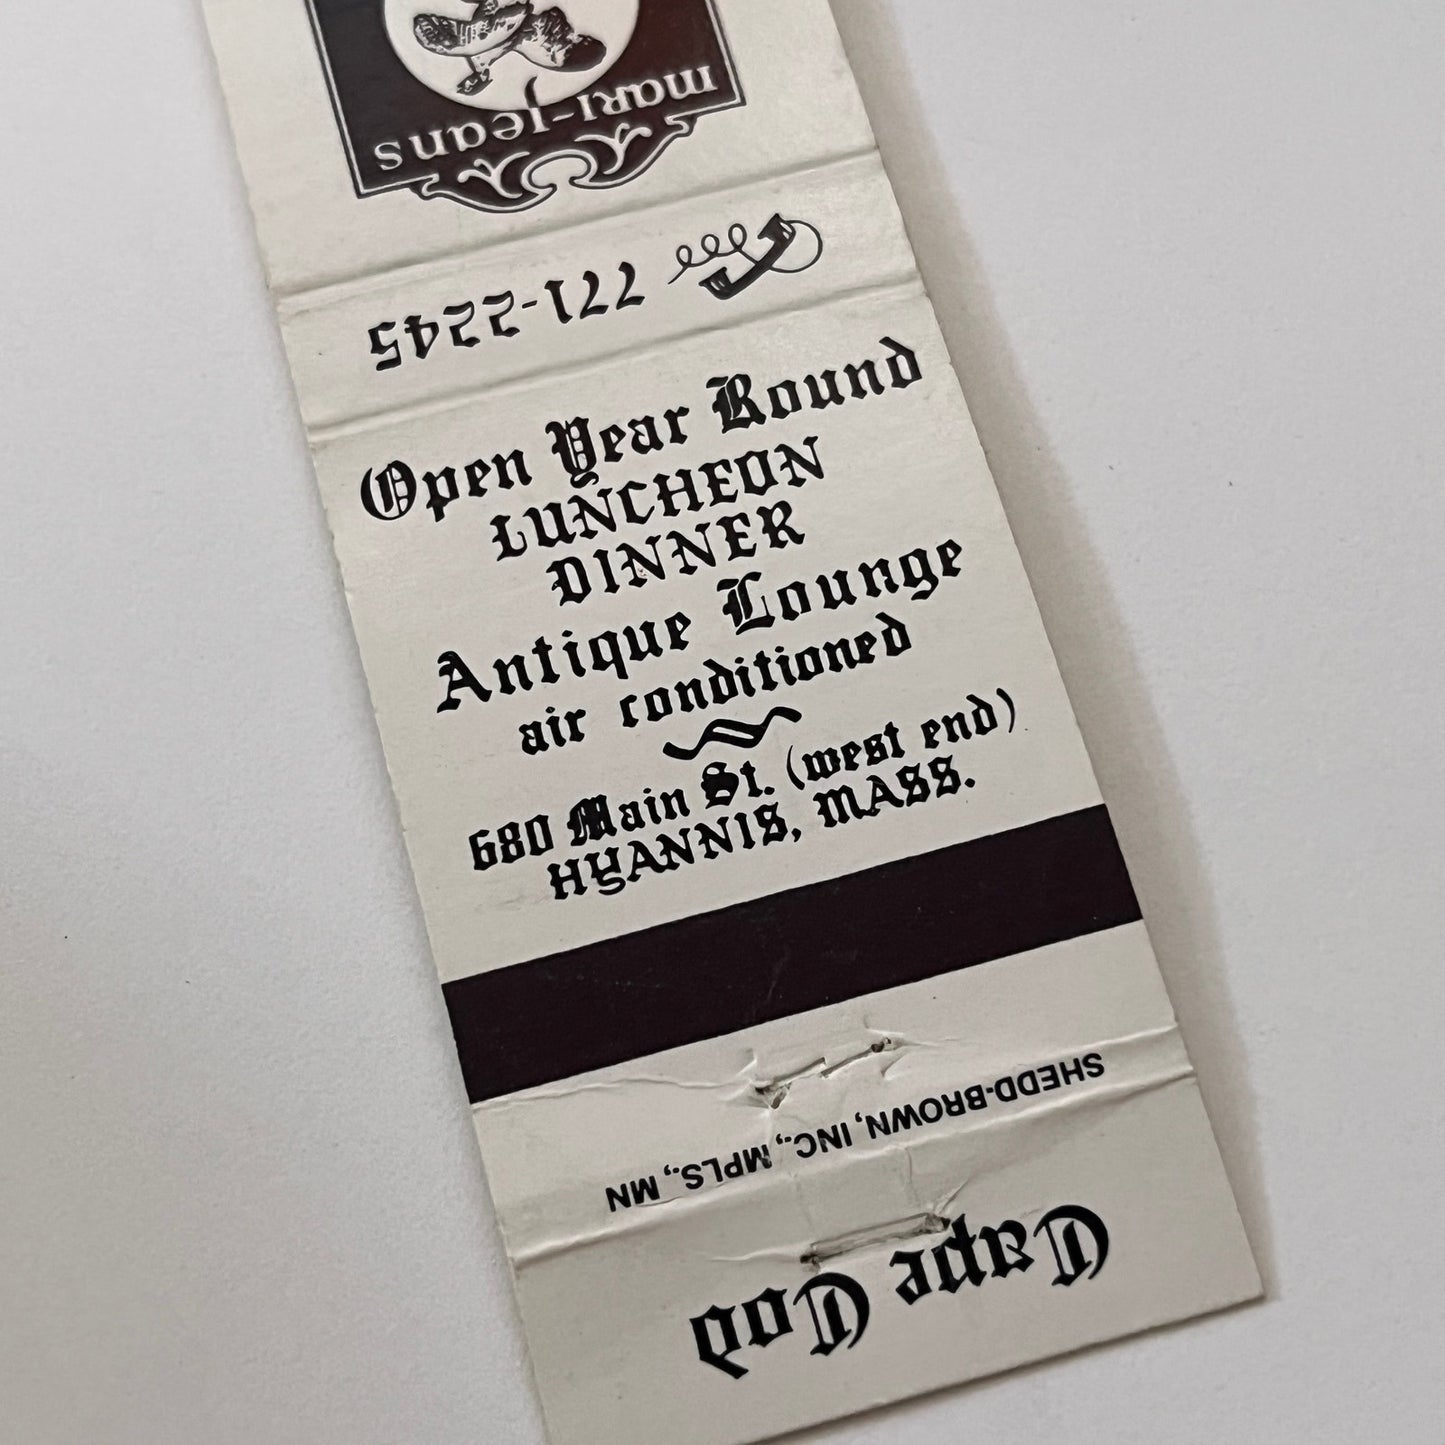 mari-jeans
771-2245
Open Year Round
LUNCHEON
DINNER
Antique Lounge
air conditioned
680 Main St. (west end)
HYANNIS, MASS.
SHEDD-BROWN, INC., MPLS., MN
Cape Cod